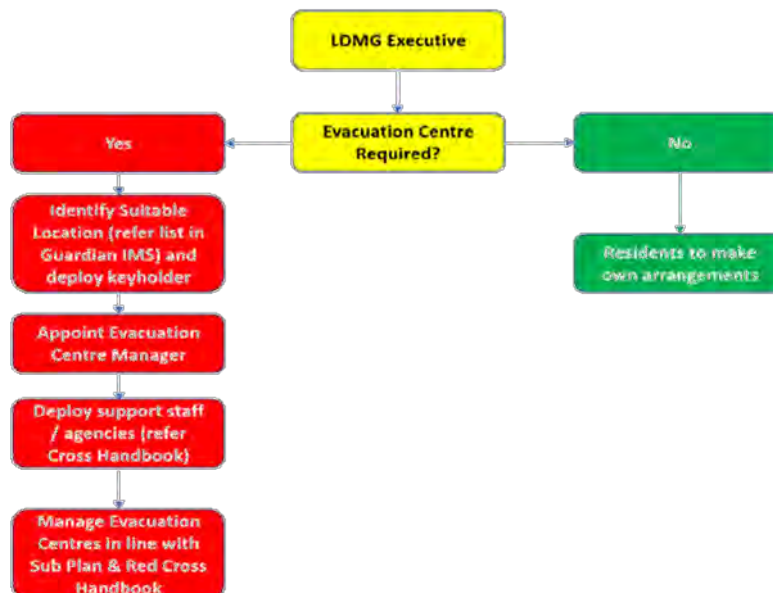 LDMG Executive
Yes
Evacuation Centre
Required?
No
Identify Suitable
Location (refer list in
Guardian IMS) and
deploy keyholder
Residents to make
own arrangements
Appoint Evacuation
Centre Manager
Deploy support staff
/ agencies (refer
Cross Handbook)
Manage Evacuation
Centres in line with
Sub Plan & Red Cross
Handbook